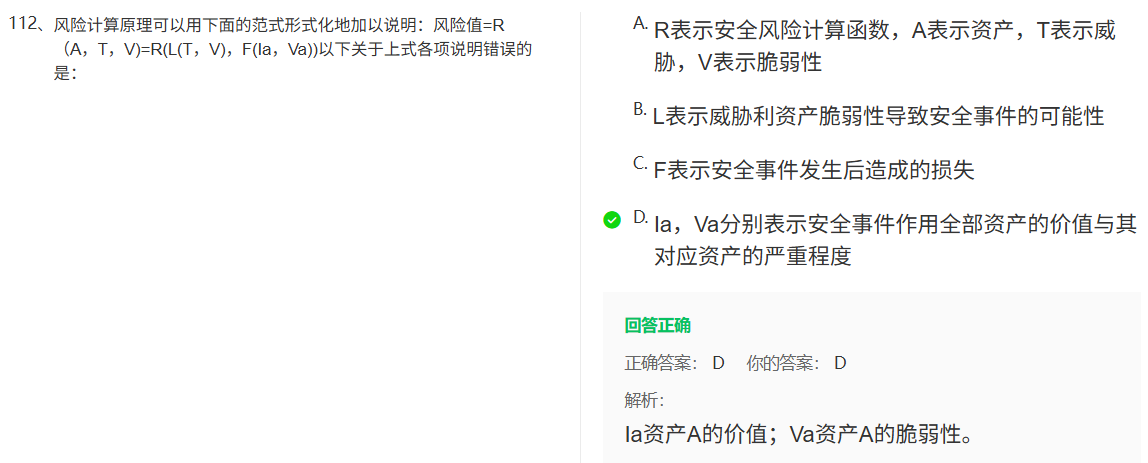 112、风险计算原理可以用下面的范式形式化地加以说明：风险值=R
（A，T，V)=R(L(T，V)，F(Ia，Va))以下关于上式各项说明错误的
是：
A. R表示安全风险计算函数，A表示资产，T表示威
胁，V表示脆弱性
B. L表示威胁利资产脆弱性导致安全事件的可能性
C. F表示安全事件发生后造成的损失
D. Ia，Va分别表示安全事件作用全部资产的价值与其
对应资产的严重程度
回答正确
正确答案： D 你的答案： D
解析：
Ia资产A的价值；Va资产A的脆弱性。